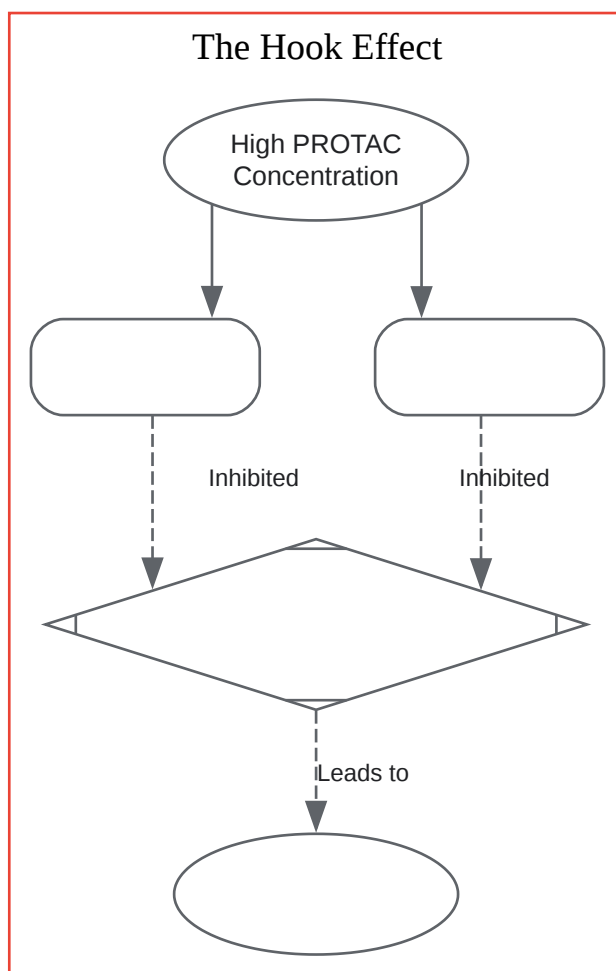 The Hook Effect
High PROTAC
Concentration
Inhibited
Inhibited
Leads to